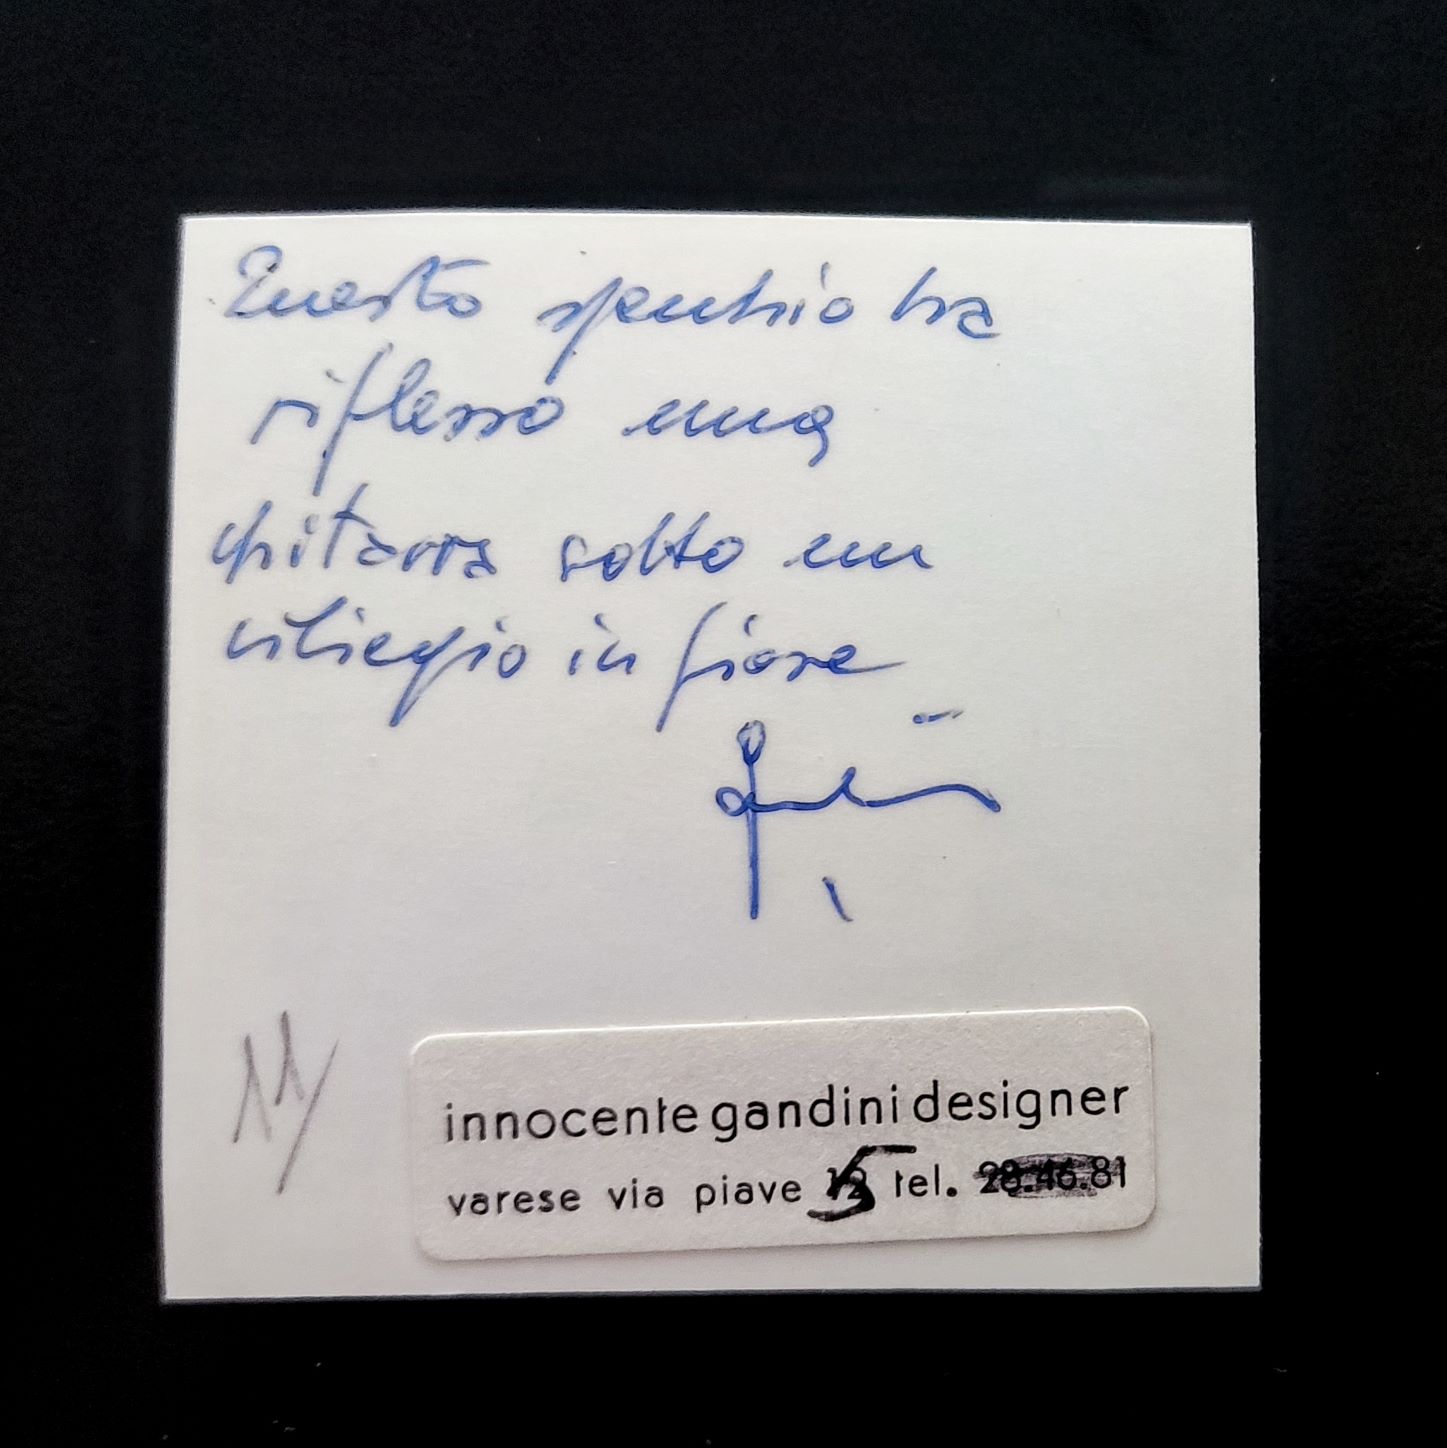 Questo specchio ha
riflesso una
chitarra sotto un
ciliegio in fiore
innocente gandini designer
varese via piave 5 tel. 28.46.81